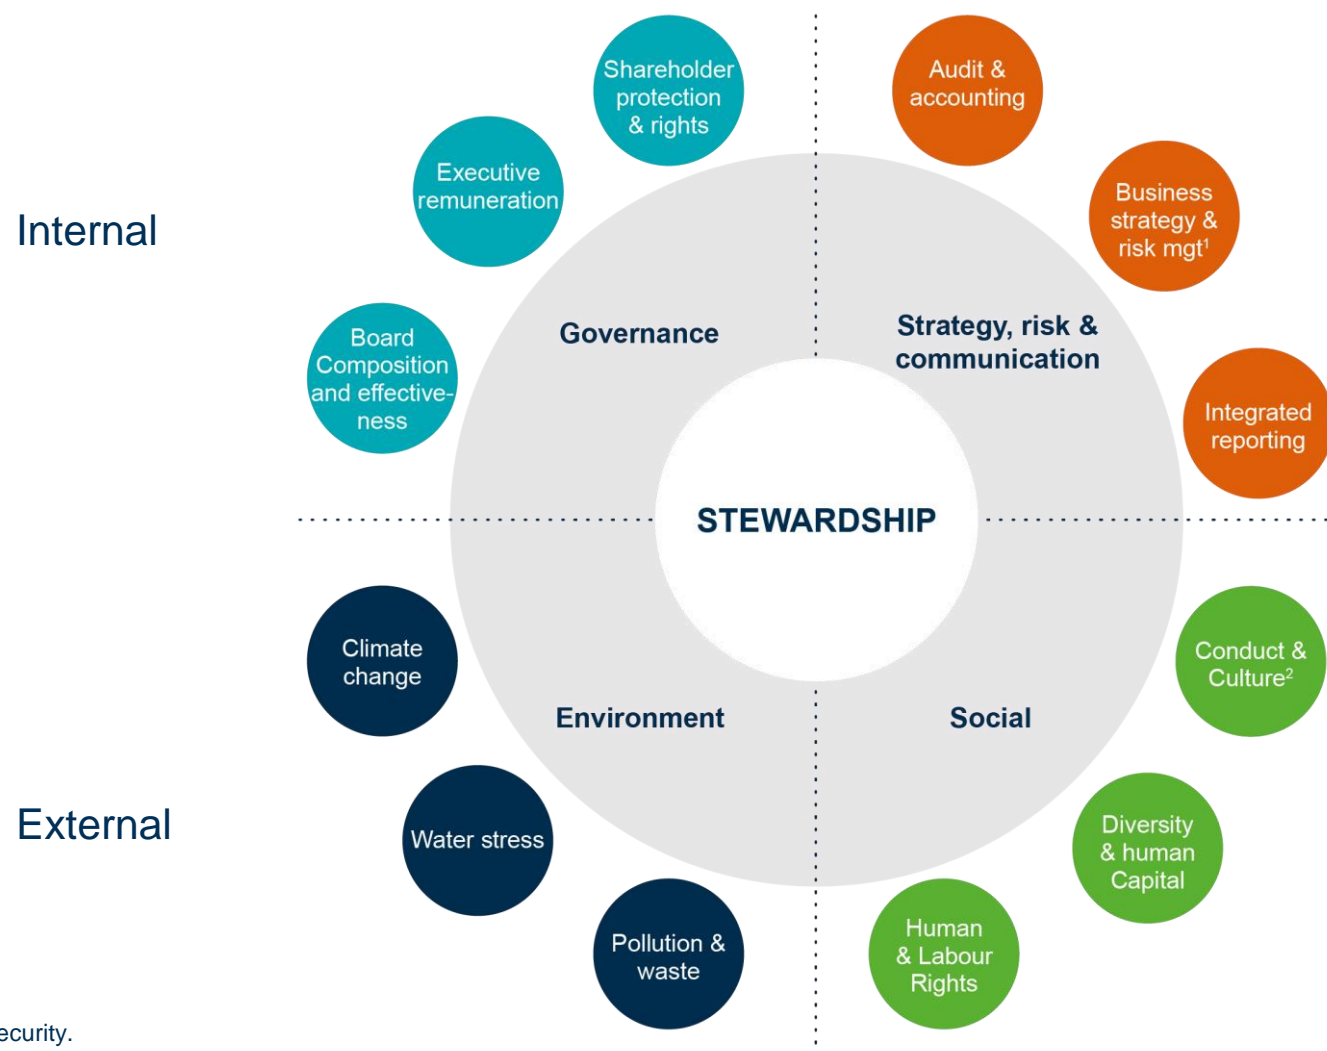 Shareholder
protection
& rights
Audit &
accounting
Executive
remuneration
Business
strategy &
risk mgt¹
Internal
Board
Composition
and effective-
ness
Governance
Strategy, risk &
communication
Integrated
reporting
STEWARDSHIP
Climate
change
Conduct &
Culture²
Environment
Social
External
Water stress
Diversity
& human
Capital
Pollution &
waste
Human
& Labour
Rights
ecurity.